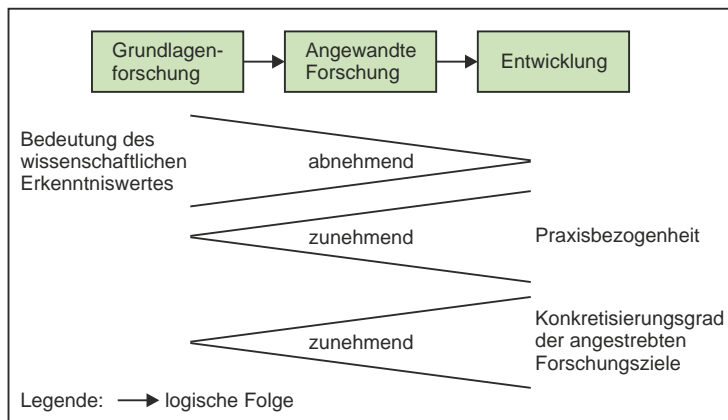 Grundlagen-
forschung
Angewandte
Forschung
Entwicklung
Bedeutung des
wissenschaftlichen
Erkenntniswertes
abnehmend
zunehmend
Praxisbezogenheit
zunehmend
Konkretisierungsgrad
der angestrebten
Forschungsziele
Legende: logische Folge